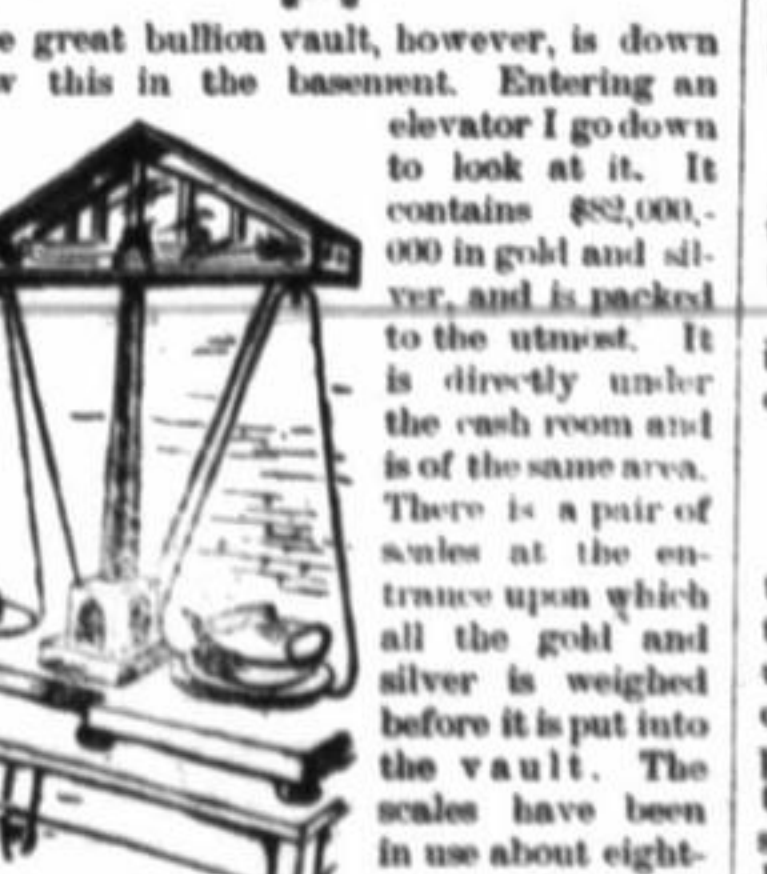 e great bullion vault, however, is down
w this in the basement. Entering an
elevator I go down
to look at it. It
contains $82,000,-
000 in gold and sil-
ver, and is packed
to the utmost. It
is directly under
the cash room and
is of the same area.
There is a pair of
scales at the en-
trance upon which
all the gold and
silver is weighed
before it is put into
the vault. The
scales have been
in use about eight-